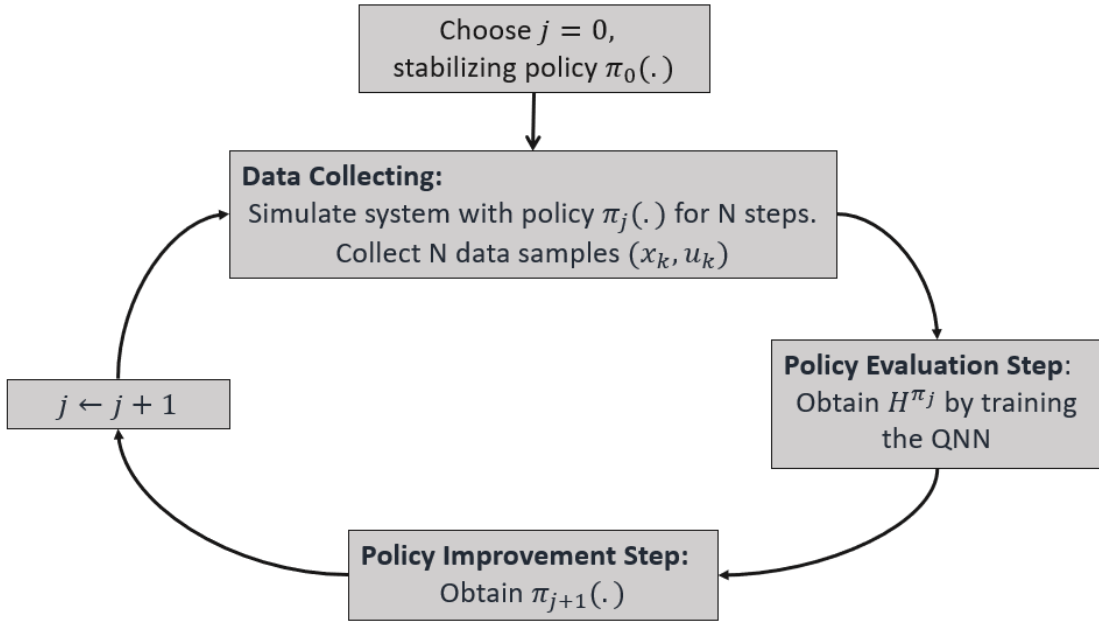 Choose j = 0,
stabilizing policy π₀(.)
Data Collecting:
Simulate system with policy πⱼ(.) for N steps.
Collect N data samples (xₖ, uₖ)
Policy Evaluation Step:
Obtain H^{πⱼ} by training
the QNN
j ← j + 1
Policy Improvement Step:
Obtain πⱼ₊₁(.)